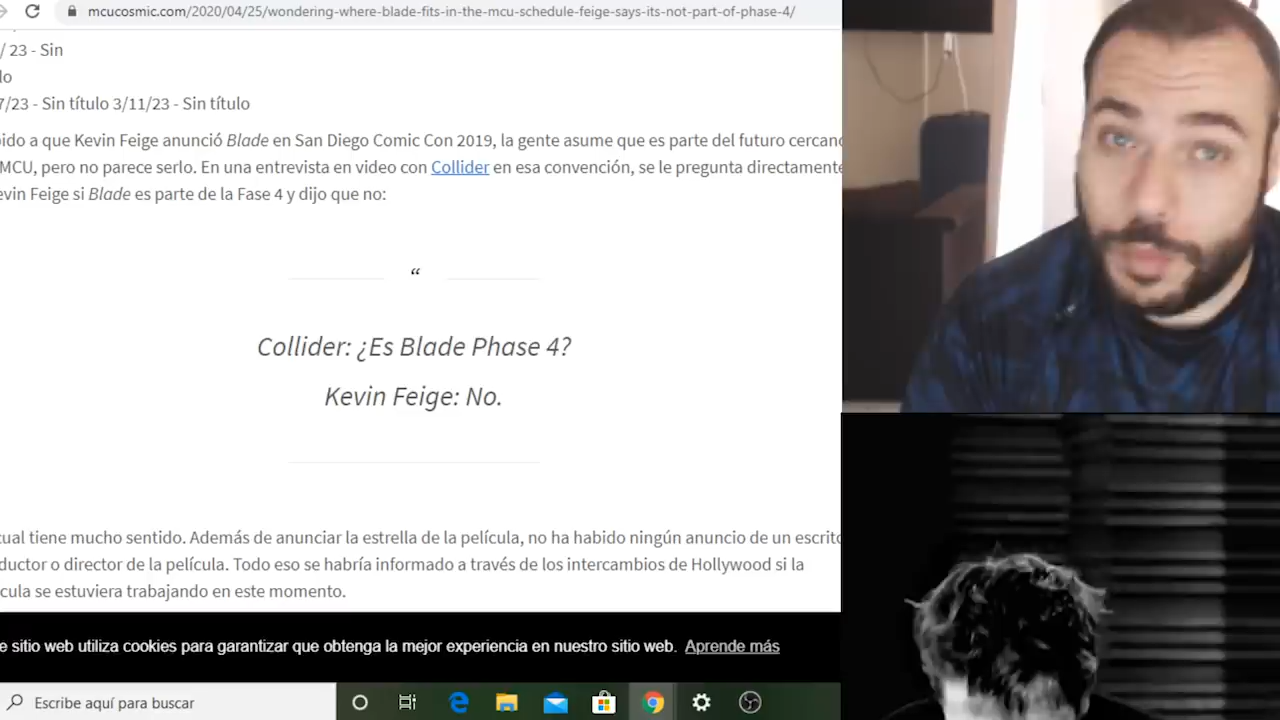 mcucosmic.com/2020/04/25/wondering-where-blade-fits-in-the-mcu-schedule-feige-says-its-not-part-of-phase-4/
/ 23 - Sin
lo
7/23 - Sin título 3/11/23 - Sin título
bido a que Kevin Feige anunció Blade en San Diego Comic Con 2019, la gente asume que es parte del futuro cercano
MCU, pero no parece serlo. En una entrevista en video con Collider en esa convención, se le pregunta directamente
evin Feige si Blade es parte de la Fase 4 y dijo que no:
“
Collider: ¿Es Blade Phase 4?
Kevin Feige: No.
cual tiene mucho sentido. Además de anunciar la estrella de la película, no ha habido ningún anuncio de un escrito
ductor o director de la película. Todo eso se habría informado a través de los intercambios de Hollywood si la
cula se estuviera trabajando en este momento.
e sitio web utiliza cookies para garantizar que obtenga la mejor experiencia en nuestro sitio web. Aprende más
Escribe aquí para buscar